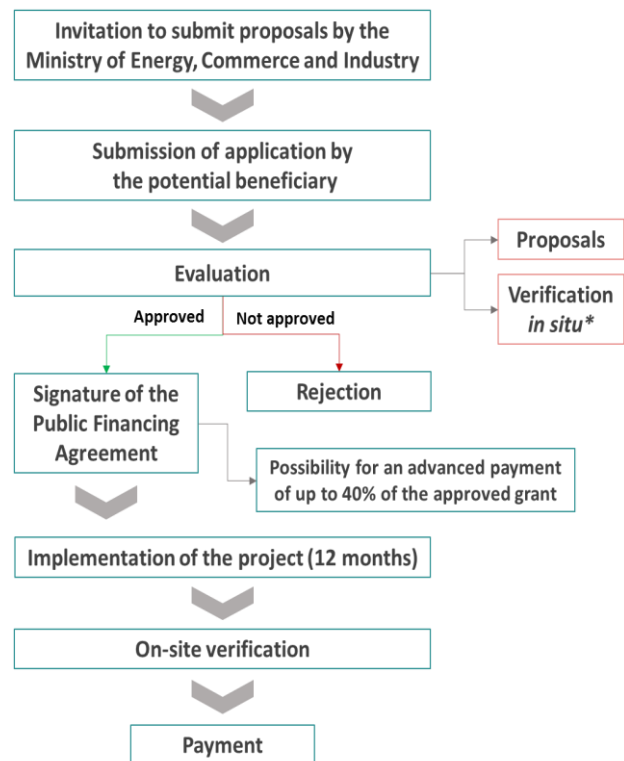 Invitation to submit proposals by the
Ministry of Energy, Commerce and Industry
Submission of application by
the potential beneficiary
Evaluation
Proposals
Verification
in situ*
Approved
Not approved
Signature of the
Public Financing
Agreement
Rejection
Possibility for an advanced payment
of up to 40% of the approved grant
Implementation of the project (12 months)
On-site verification
Payment